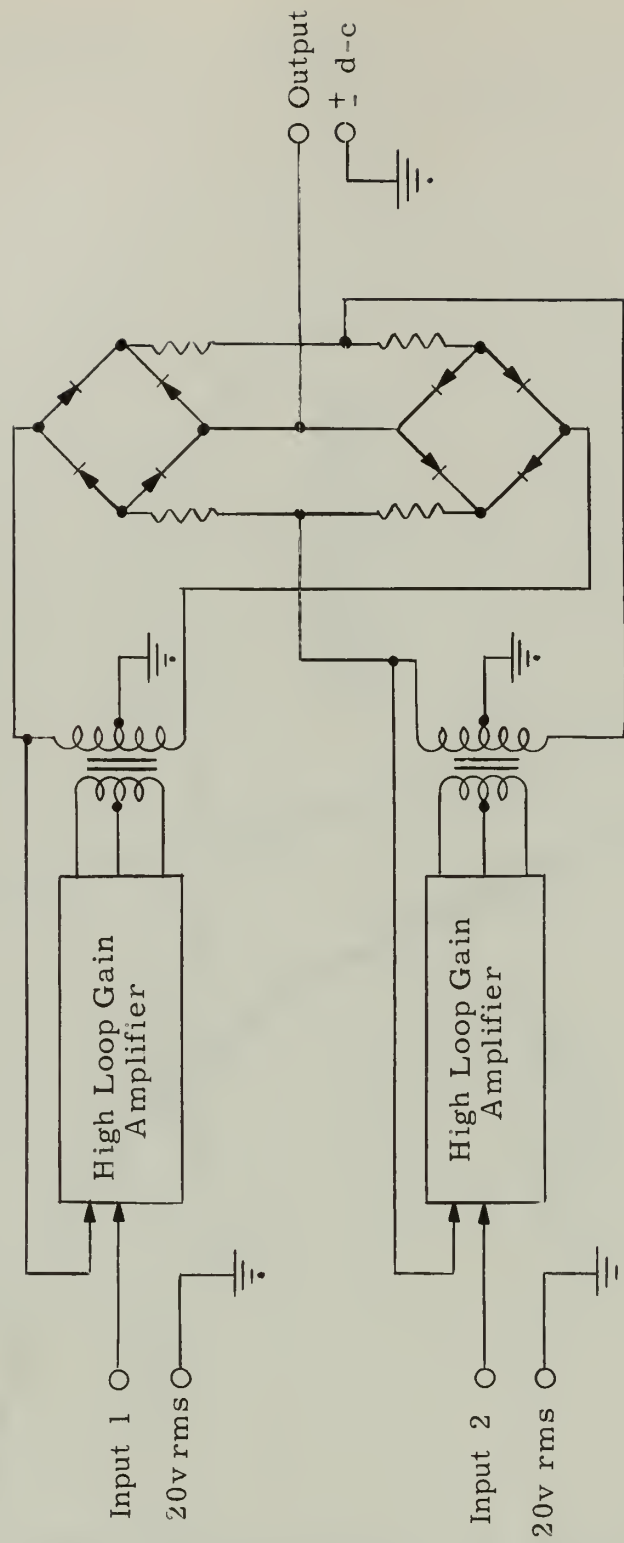 Input 1
20v rms
High Loop Gain
Amplifier
Output
± d-c
Input 2
20v rms
High Loop Gain
Amplifier